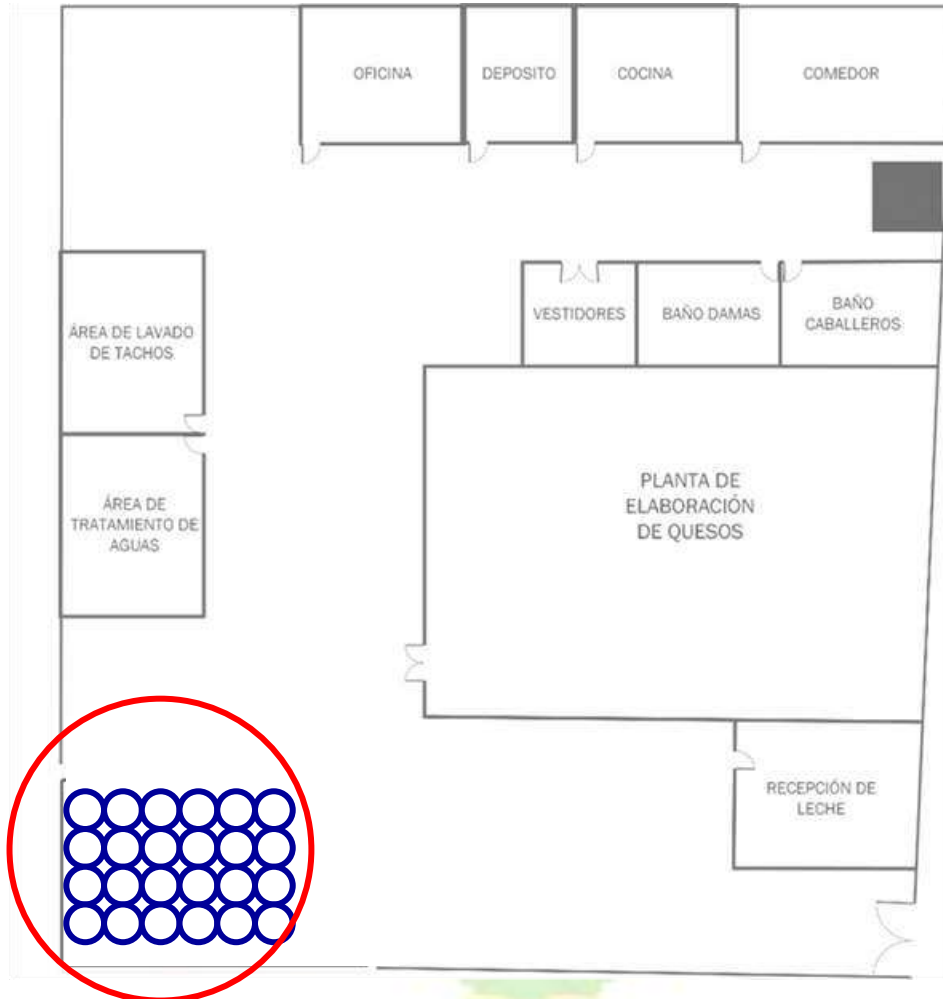 OFICINA
DEPOSITO
COCINA
COMEDOR
VESTIDORES
BAÑO DAMAS
BAÑO
CABALLEROS
ÁREA DE LAVADO
DE TACHOS
ÁREA DE
TRATAMIENTO DE
AGUAS
PLANTA DE
ELABORACIÓN
DE QUESOS
RECEPCIÓN DE
LECHE